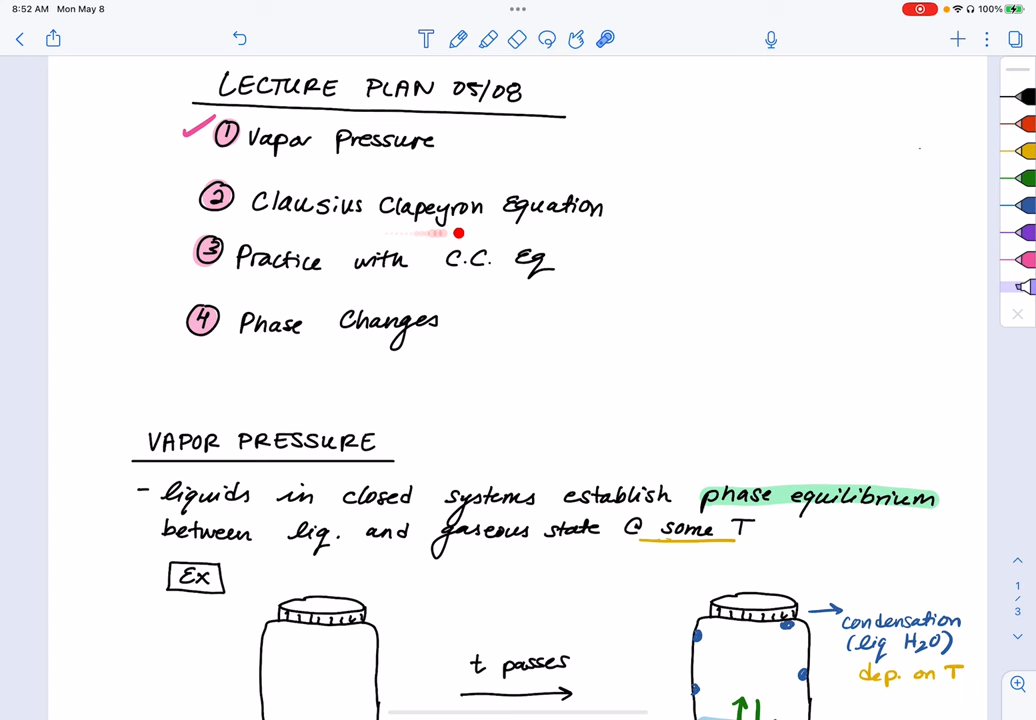 8:52 AM Mon May 8
100%
LECTURE PLAN 05/08
1 Vapor Pressure
2 Clausius Clapeyron Equation
3 Practice with C.C. Eq
4 Phase Changes
VAPOR PRESSURE
- liquids in closed systems establish phase equilibrium
between liq. and gaseous state @ some T
Ex
condensation
(liq H2O)
dep. on T
t passes
1
/
3